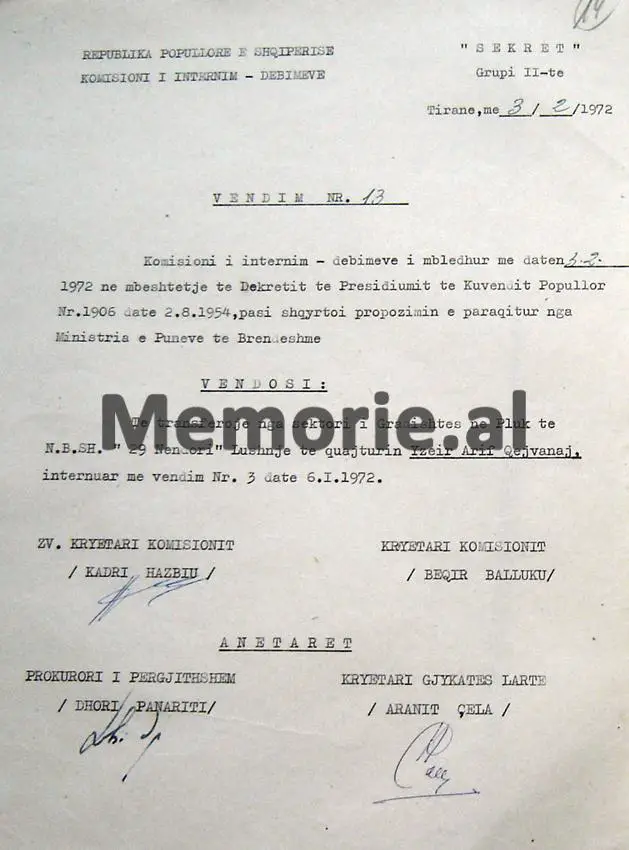 14
REPUBLIKA POPULLORE E SHQIPERISE
KOMISIONI I INTERNIM - DEBIMEVE
" S E K R E T "
Grupi II-te
Tirane,me 3 / 2 /1972
V E N D I M NR. 13
Komisioni i internim - debimeve i mbledhur me daten 3.2.
1972 ne mbeshtetje te Dekretit te Presidiumit te Kuvendit Popullor
Nr.1906 date 2.8.1954,pasi shqyrtoi propozimin e paraqitur nga
Ministria e Puneve te Brendeshme
V E N D O S I :
Te transferoje nga sektori i Gradishtes ne Pluk te
N.B.SH. " 29 Nendori" Lushnje te quajturin Yzeir Arif Qejvanaj,
internuar me vendim Nr. 3 date 6.I.1972.
Memorie.al
ZV. KRYETARI KOMISIONIT
/ KADRI HAZBIU /
KRYETARI KOMISIONIT
/ BEQIR BALLUKU/
A N E T A R E T
PROKURORI I PERGJITHSHEM
/ DHORI PANARITI/
KRYETARI GJYKATES LARTE
/ ARANIT ÇELA /